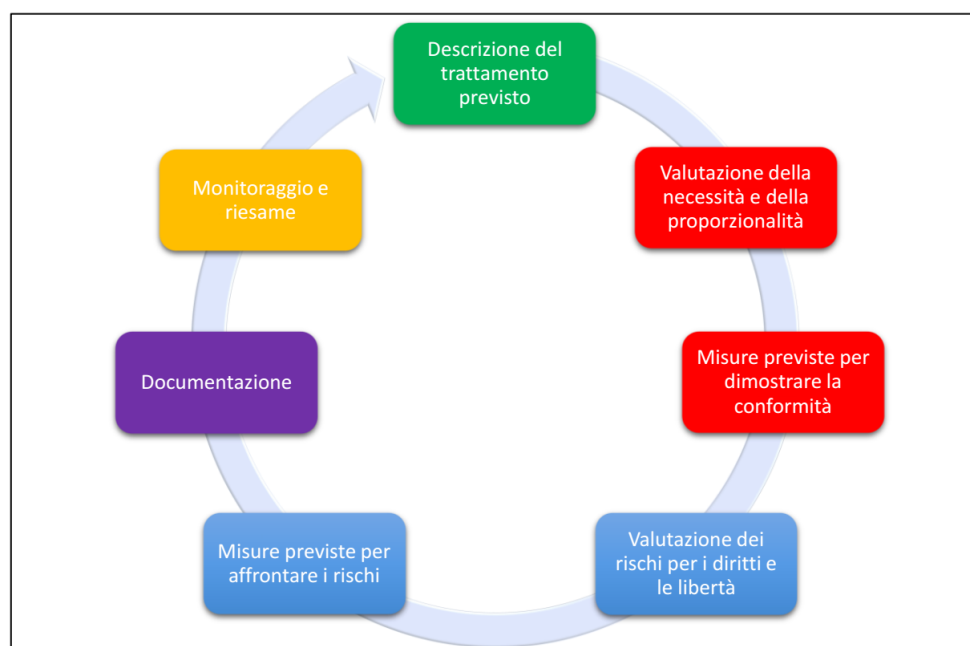 Descrizione del
trattamento
previsto
Valutazione della
necessità e della
proporzionalità
Misure previste per
dimostrare la
conformità
Valutazione dei
rischi per i diritti e
le libertà
Misure previste per
affrontare i rischi
Documentazione
Monitoraggio e
riesame